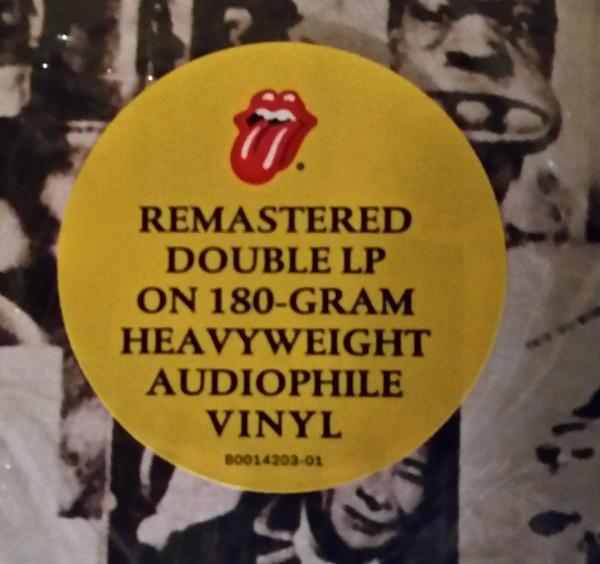 REMASTERED
DOUBLE LP
ON 180-GRAM
HEAVYWEIGHT
AUDIOPHILE
VINYL
B0014203-01